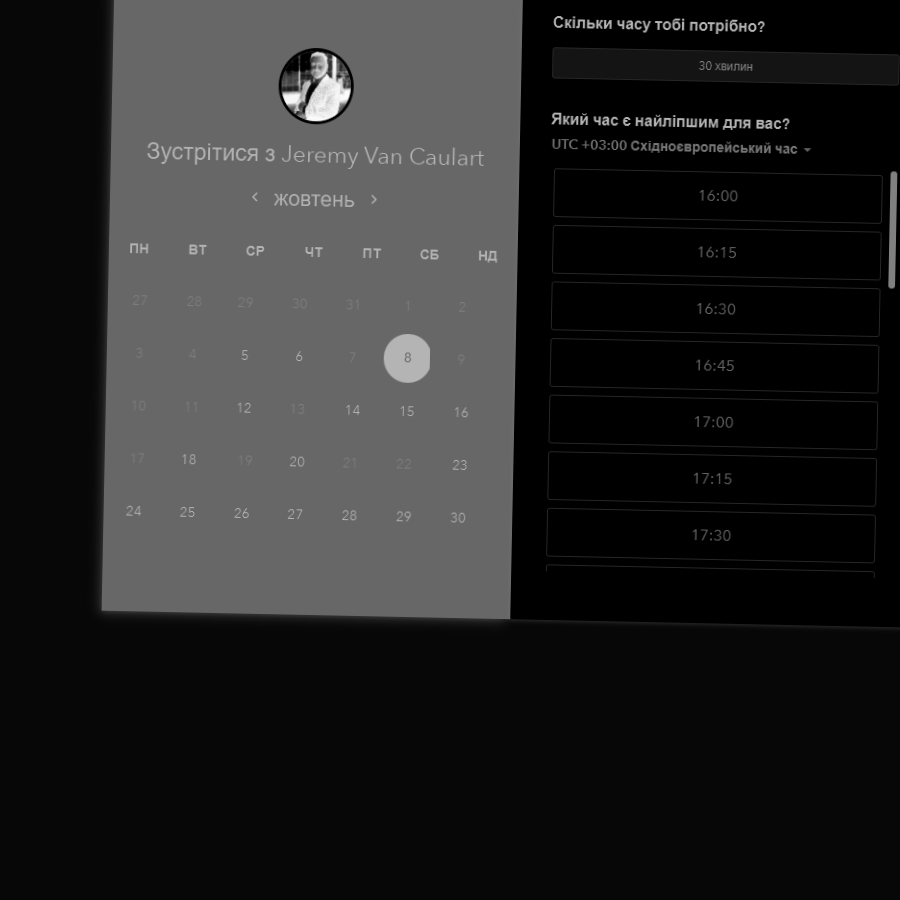 Зустрітися з Jeremy Van Caulart
жовтень
ПН ВТ СР ЧТ ПТ СБ НД
27 28 29 30 31 1 2
3 4 5 6 7 8 9
10 11 12 13 14 15 16
17 18 19 20 21 22 23
24 25 26 27 28 29 30
Скільки часу тобі потрібно?
30 хвилин
Який час є найліпшим для вас?
UTC +03:00 Східноєвропейський час
16:00
16:15
16:30
16:45
17:00
17:15
17:30